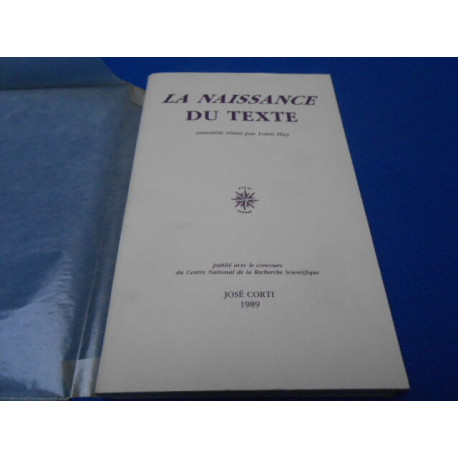 LA NAISSANCE
DU TEXTE
ensemble réuni par Louis Hay
publié avec le concours
du Centre National de la Recherche Scientifique
JOSÉ CORTI
1989